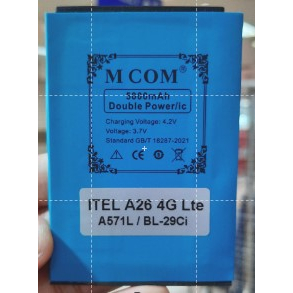 M COM
3860mAh
Double Power/ic
Charging Voltage: 4.2V
Voltage: 3.7V
Standard GB/T 18287-2021
ITEL A26 4G Lte
A571L / BL-29Ci